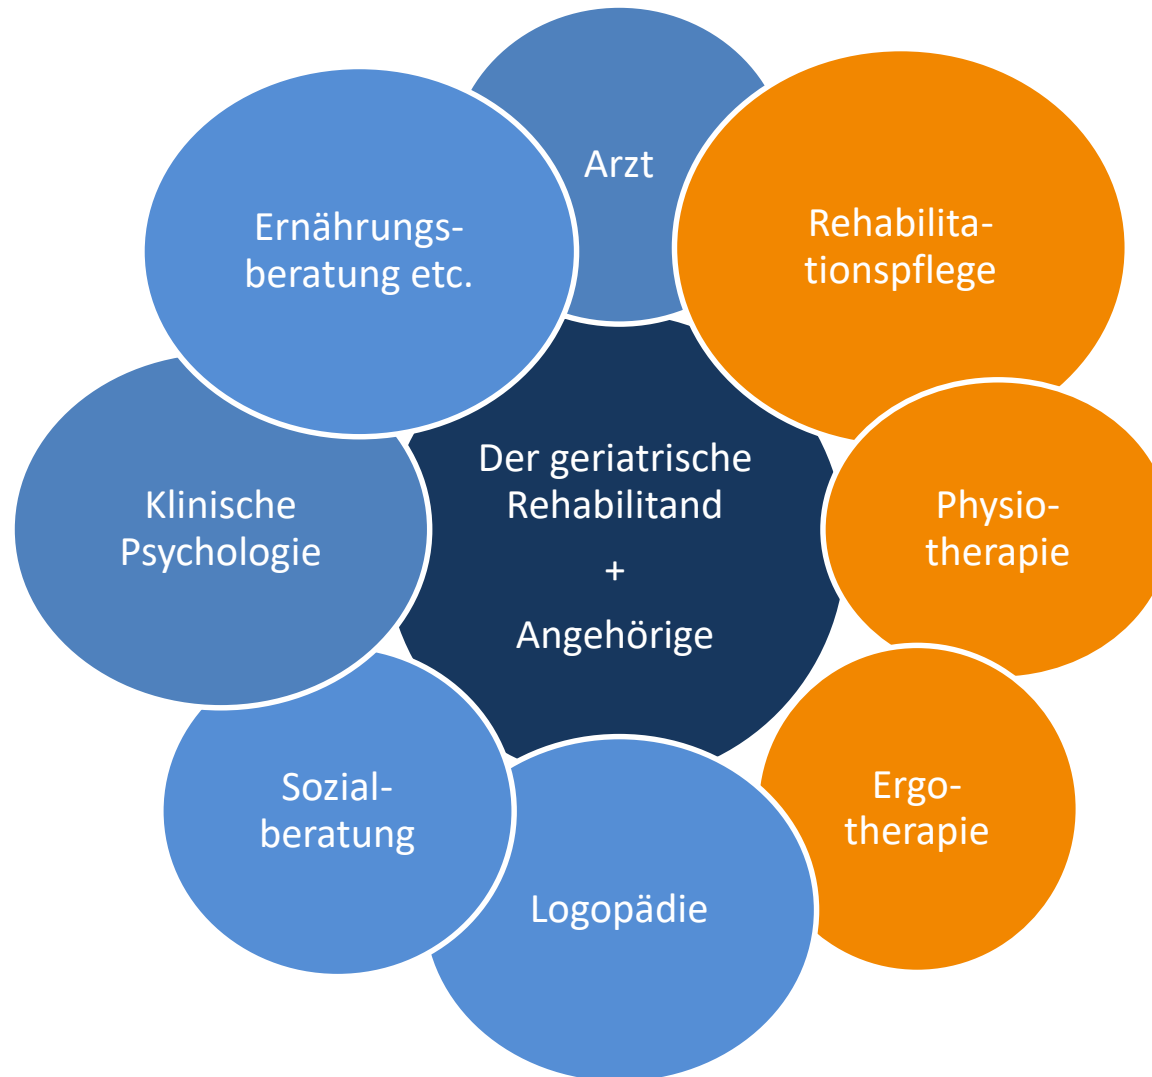 Arzt
Rehabilita-
tionspflege
Physio-
therapie
Ergo-
therapie
Logopädie
Sozial-
beratung
Klinische
Psychologie
Ernährungs-
beratung etc.
Der geriatrische
Rehabilitand
+
Angehörige